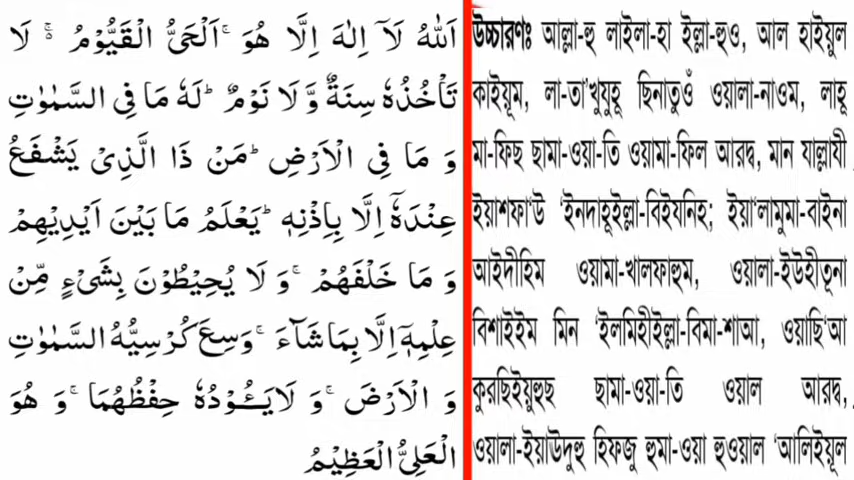 اَللّٰهُ لَاۤ اِلٰهَ اِلَّا هُوَ ۚ اَلْحَىُّ الْقَيُّوْمُ ۚ۬ لَا
تَاْخُذُهٗ سِنَةٌ وَّ لَا نَوْمٌ ؕ لَهٗ مَا فِى السَّمٰوٰتِ
وَ مَا فِى الْاَرْضِ ؕ مَنْ ذَا الَّذِىْ يَشْفَعُ
عِنْدَهٗۤ اِلَّا بِاِذْنِهٖ ؕ يَعْلَمُ مَا بَيْنَ اَيْدِيْهِمْ
وَ مَا خَلْفَهُمْ ۚ وَ لَا يُحِيْطُوْنَ بِشَىْءٍ مِّنْ
عِلْمِهٖۤ اِلَّا بِمَا شَآءَ ۚ وَسِعَ كُرْسِيُّهُ السَّمٰوٰتِ
وَ الْاَرْضَ ۚ وَ لَا يَـُٔوْدُهٗ حِفْظُهُمَا ۚ وَ هُوَ
الْعَلِىُّ الْعَظِيْمُ
উচ্চারণঃ আল্লা-হু লাইলা-হা ইল্লা-হুও, আল হাইয়ুল
কাইয়ূম, লা-তা'খুযুহূ ছিনাতুওঁ ওয়ালা-নাওম, লাহূ
মা-ফিছ ছামা-ওয়া-তি ওয়ামা-ফিল আরদ্ব, মান যাল্লাযী
ইয়াশফা'উ 'ইনদাহূইল্লা-বিইযনিহ; ইয়া'লামুমা-বাইনা
আইদীহিম ওয়ামা-খালফাহুম, ওয়ালা-ইউহীতূনা
বিশাইইম মিন 'ইলমিহীইল্লা-বিমা-শাআ, ওয়াছি'আ
কুরছিইয়ুহুছ ছামা-ওয়া-তি ওয়াল আরদ্ব,
ওয়ালা-ইয়াঊদুহু হিফজু হুমা-ওয়া হুওয়াল 'আলিইয়ূল